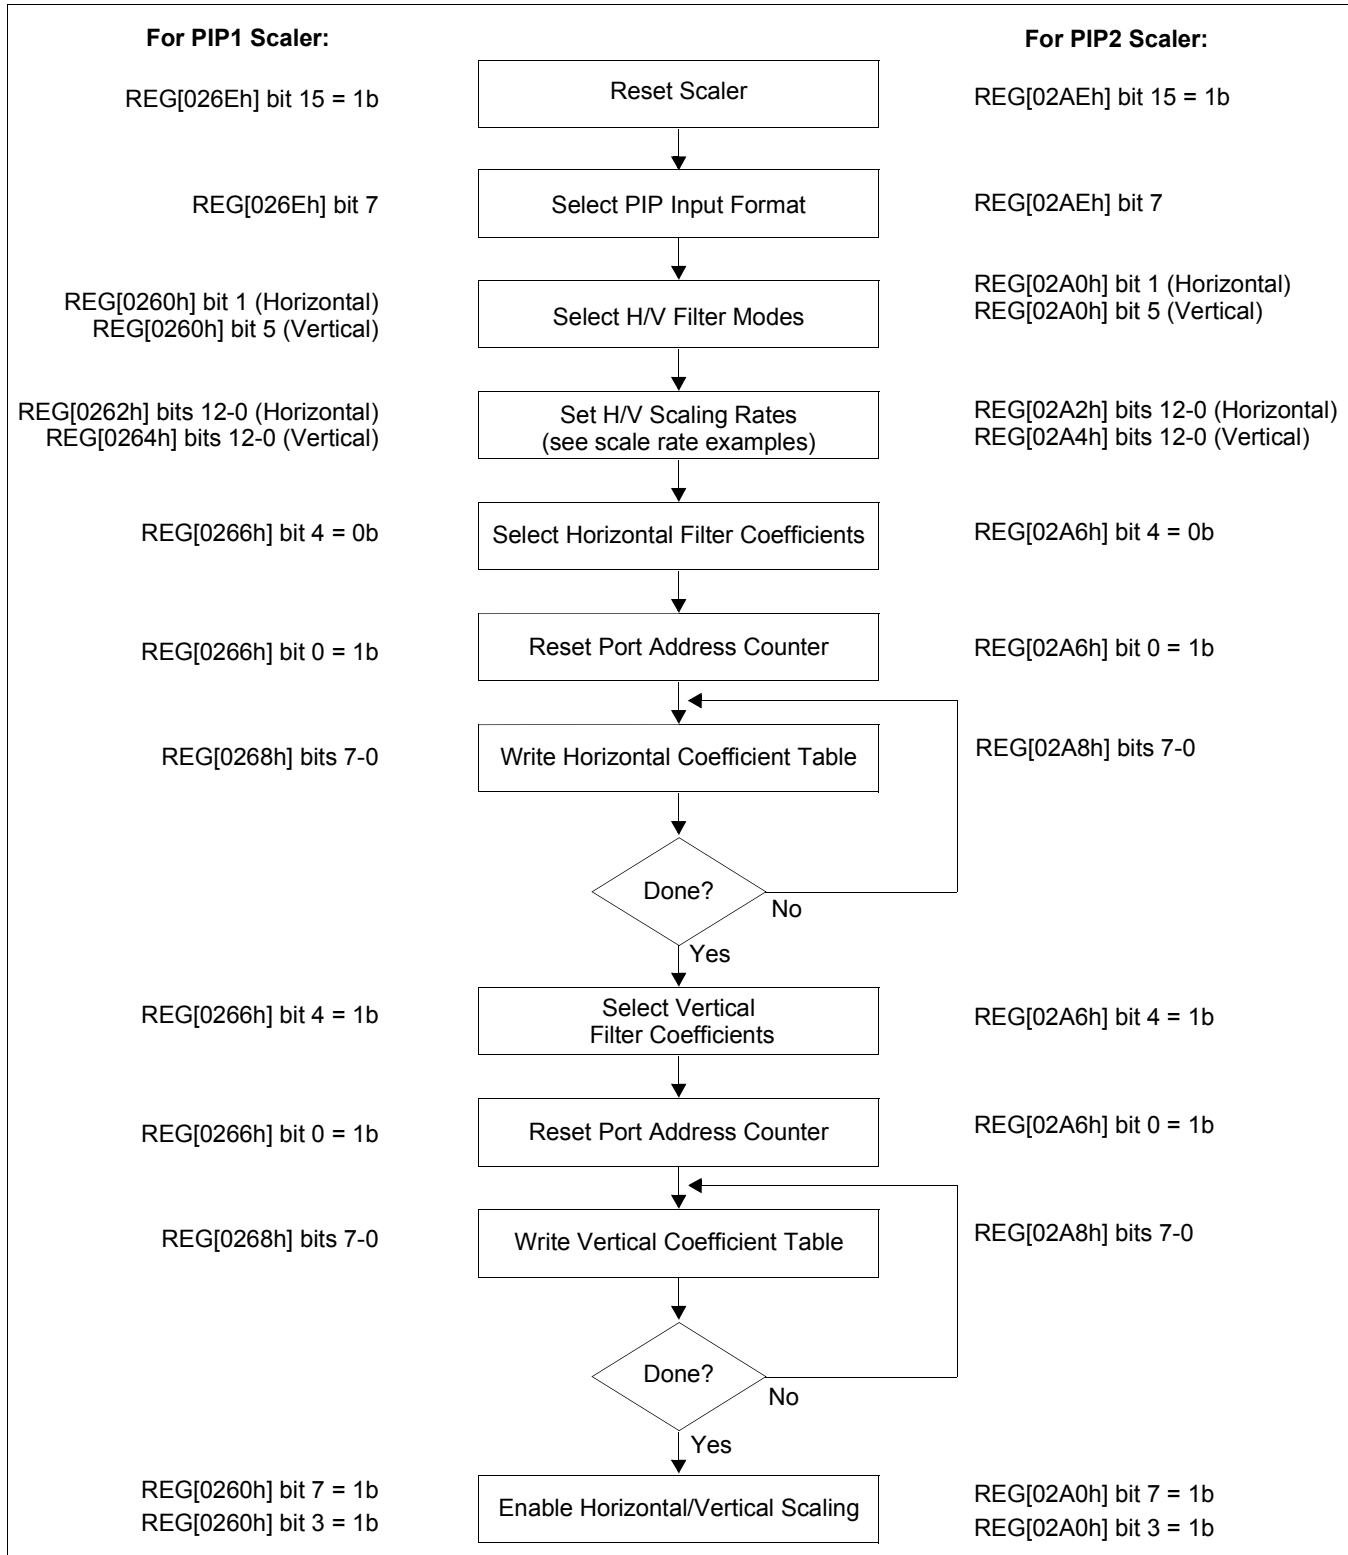 For PIP1 Scaler:
For PIP2 Scaler:
REG[026Eh] bit 15 = 1b
Reset Scaler
REG[02AEh] bit 15 = 1b
REG[026Eh] bit 7
Select PIP Input Format
REG[02AEh] bit 7
REG[0260h] bit 1 (Horizontal)
REG[0260h] bit 5 (Vertical)
Select H/V Filter Modes
REG[02A0h] bit 1 (Horizontal)
REG[02A0h] bit 5 (Vertical)
REG[0262h] bits 12-0 (Horizontal)
REG[0264h] bits 12-0 (Vertical)
Set H/V Scaling Rates
(see scale rate examples)
REG[02A2h] bits 12-0 (Horizontal)
REG[02A4h] bits 12-0 (Vertical)
REG[0266h] bit 4 = 0b
Select Horizontal Filter Coefficients
REG[02A6h] bit 4 = 0b
REG[0266h] bit 0 = 1b
Reset Port Address Counter
REG[02A6h] bit 0 = 1b
REG[0268h] bits 7-0
Write Horizontal Coefficient Table
REG[02A8h] bits 7-0
Done?
No
Yes
REG[0266h] bit 4 = 1b
Select Vertical
Filter Coefficients
REG[02A6h] bit 4 = 1b
REG[0266h] bit 0 = 1b
Reset Port Address Counter
REG[02A6h] bit 0 = 1b
REG[0268h] bits 7-0
Write Vertical Coefficient Table
REG[02A8h] bits 7-0
Done?
No
Yes
REG[0260h] bit 7 = 1b
REG[0260h] bit 3 = 1b
Enable Horizontal/Vertical Scaling
REG[02A0h] bit 7 = 1b
REG[02A0h] bit 3 = 1b